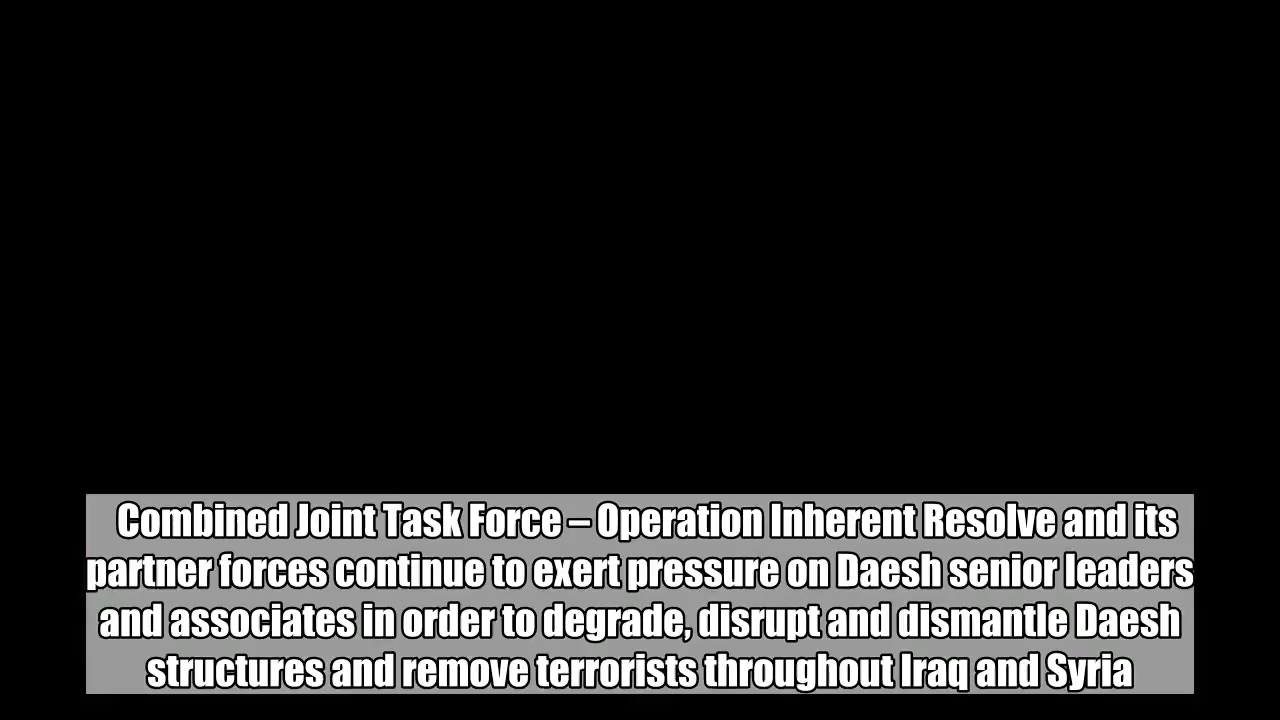 Combined Joint Task Force – Operation Inherent Resolve and its
partner forces continue to exert pressure on Daesh senior leaders
and associates in order to degrade, disrupt and dismantle Daesh
structures and remove terrorists throughout Iraq and Syria